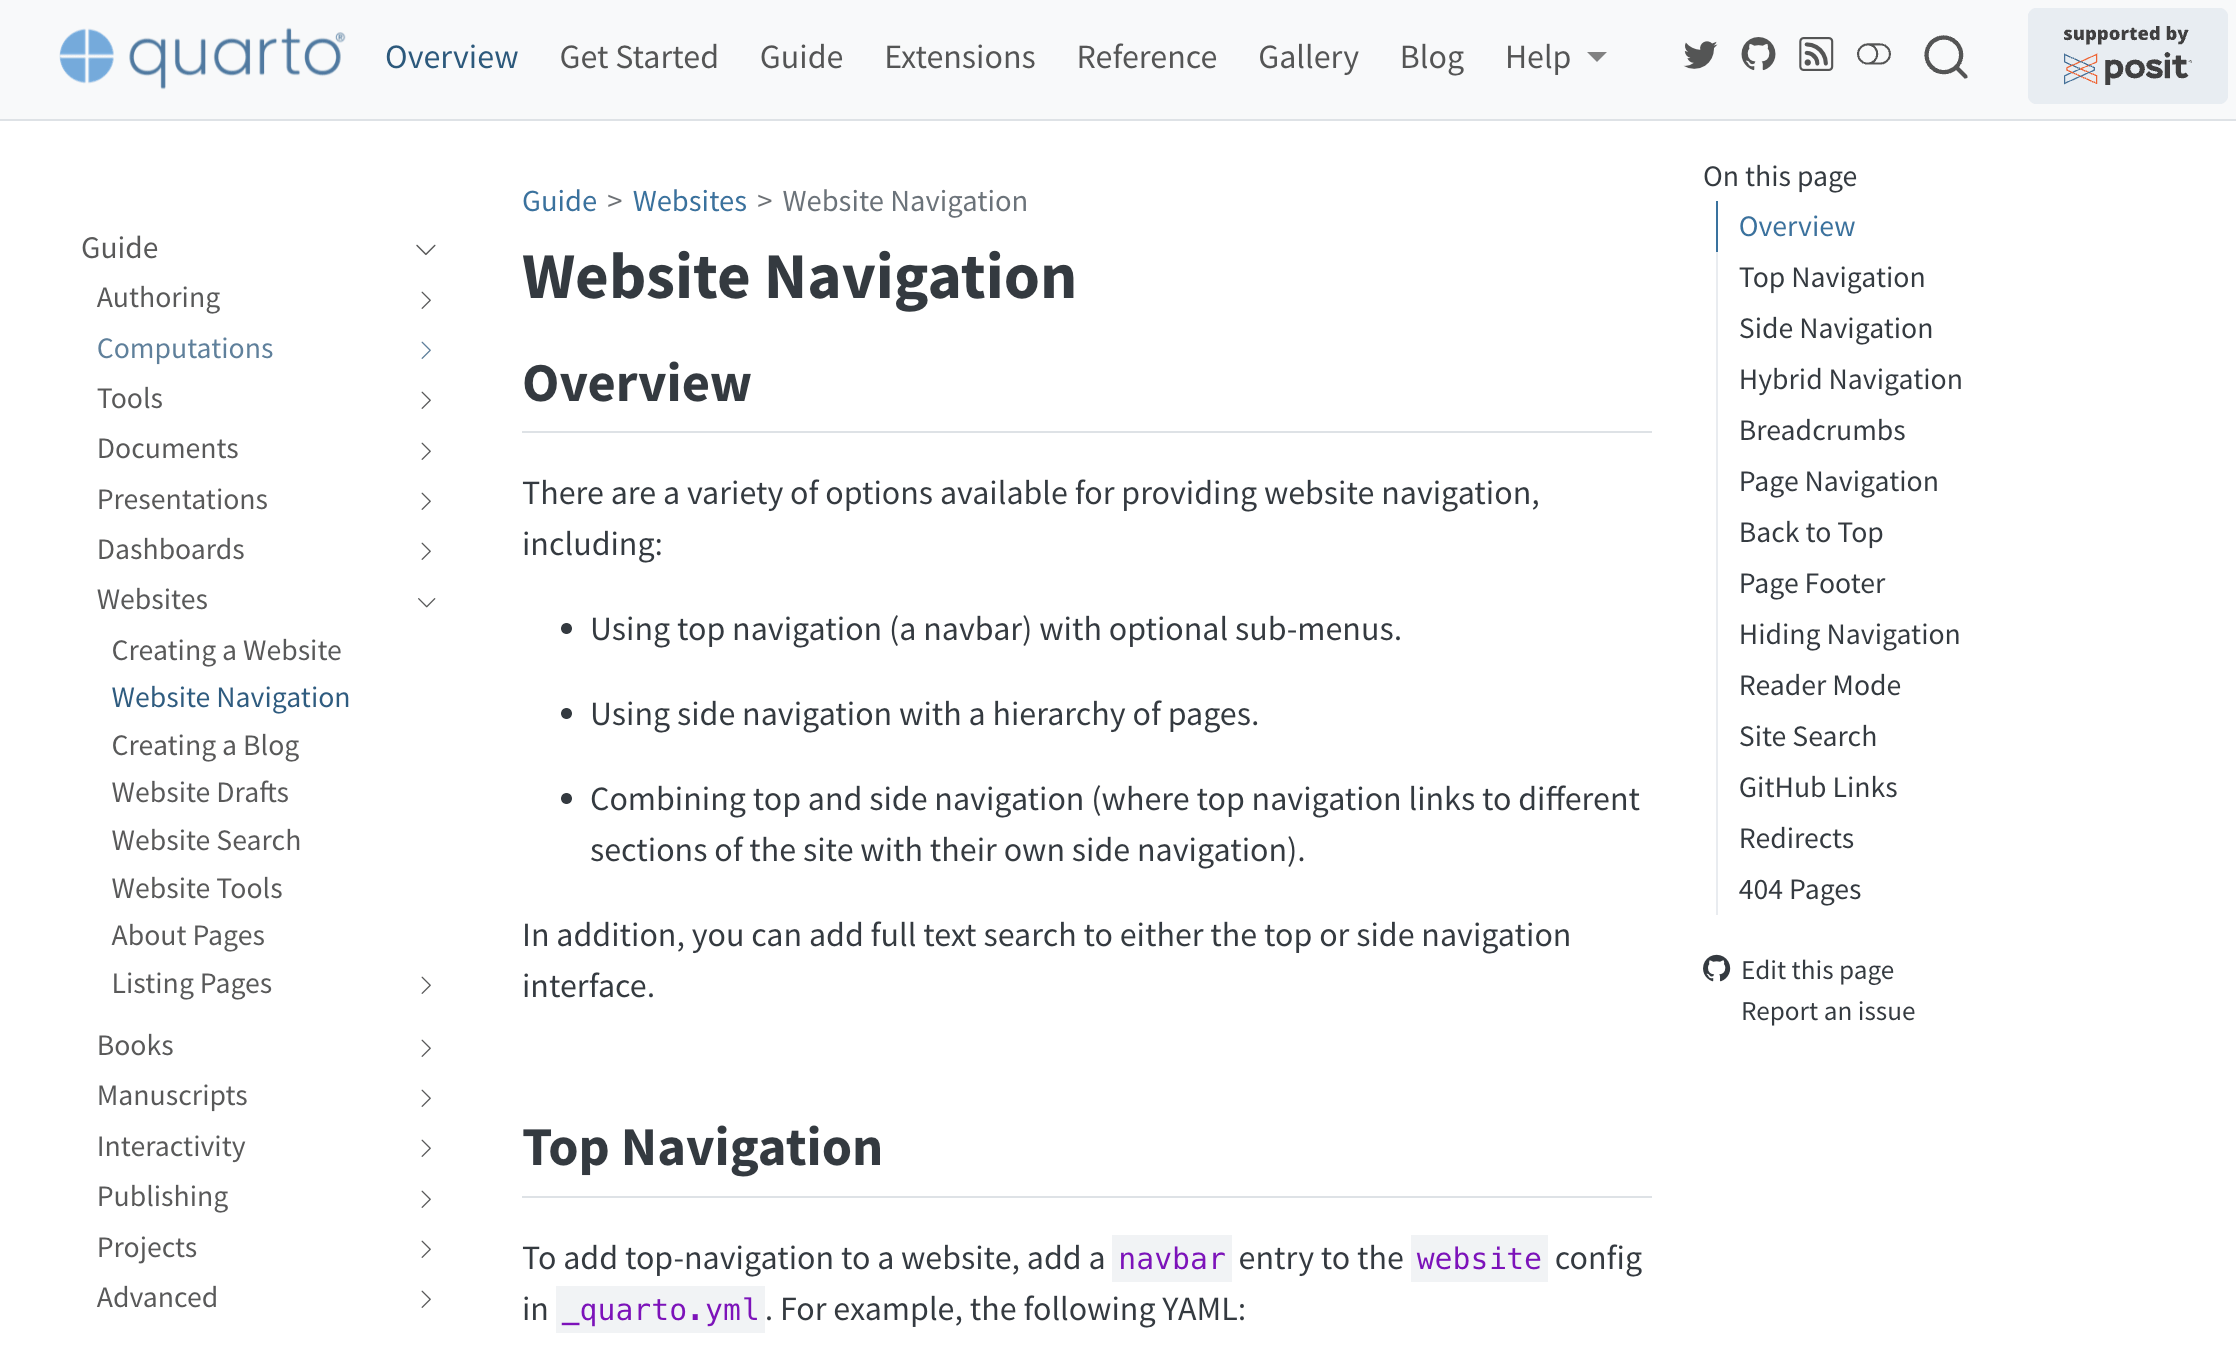 quarto®
Overview
Get Started
Guide
Extensions
Reference
Gallery
Blog
Help
supported by
posit
Guide
Authoring
Computations
Tools
Documents
Presentations
Dashboards
Websites
Creating a Website
Website Navigation
Creating a Blog
Website Drafts
Website Search
Website Tools
About Pages
Listing Pages
Books
Manuscripts
Interactivity
Publishing
Projects
Advanced
Guide > Websites > Website Navigation
Website Navigation
Overview
There are a variety of options available for providing website navigation,
including:
• Using top navigation (a navbar) with optional sub-menus.
• Using side navigation with a hierarchy of pages.
• Combining top and side navigation (where top navigation links to different
sections of the site with their own side navigation).
In addition, you can add full text search to either the top or side navigation
interface.
Top Navigation
To add top-navigation to a website, add a navbar entry to the website config
in _quarto.yml. For example, the following YAML:
On this page
Overview
Top Navigation
Side Navigation
Hybrid Navigation
Breadcrumbs
Page Navigation
Back to Top
Page Footer
Hiding Navigation
Reader Mode
Site Search
GitHub Links
Redirects
404 Pages
Edit this page
Report an issue